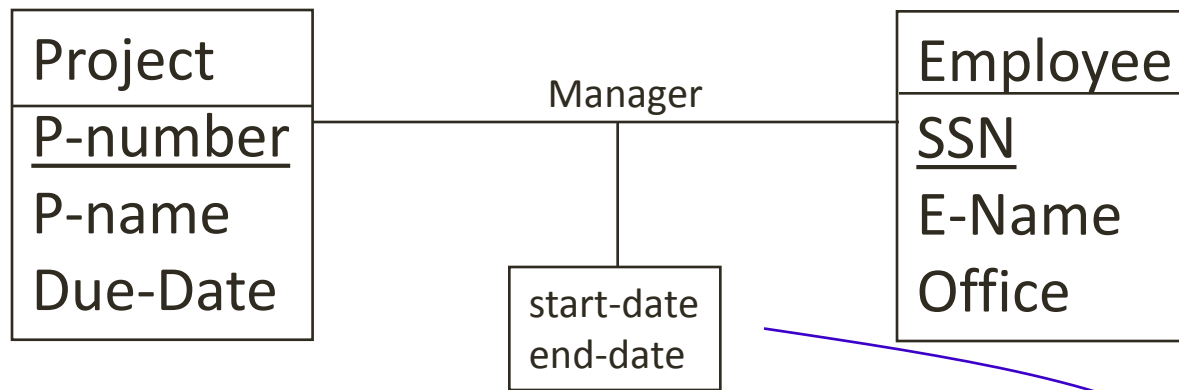 Project
P-number
P-name
Due-Date
Manager
start-date
end-date
Employee
SSN
E-Name
Office